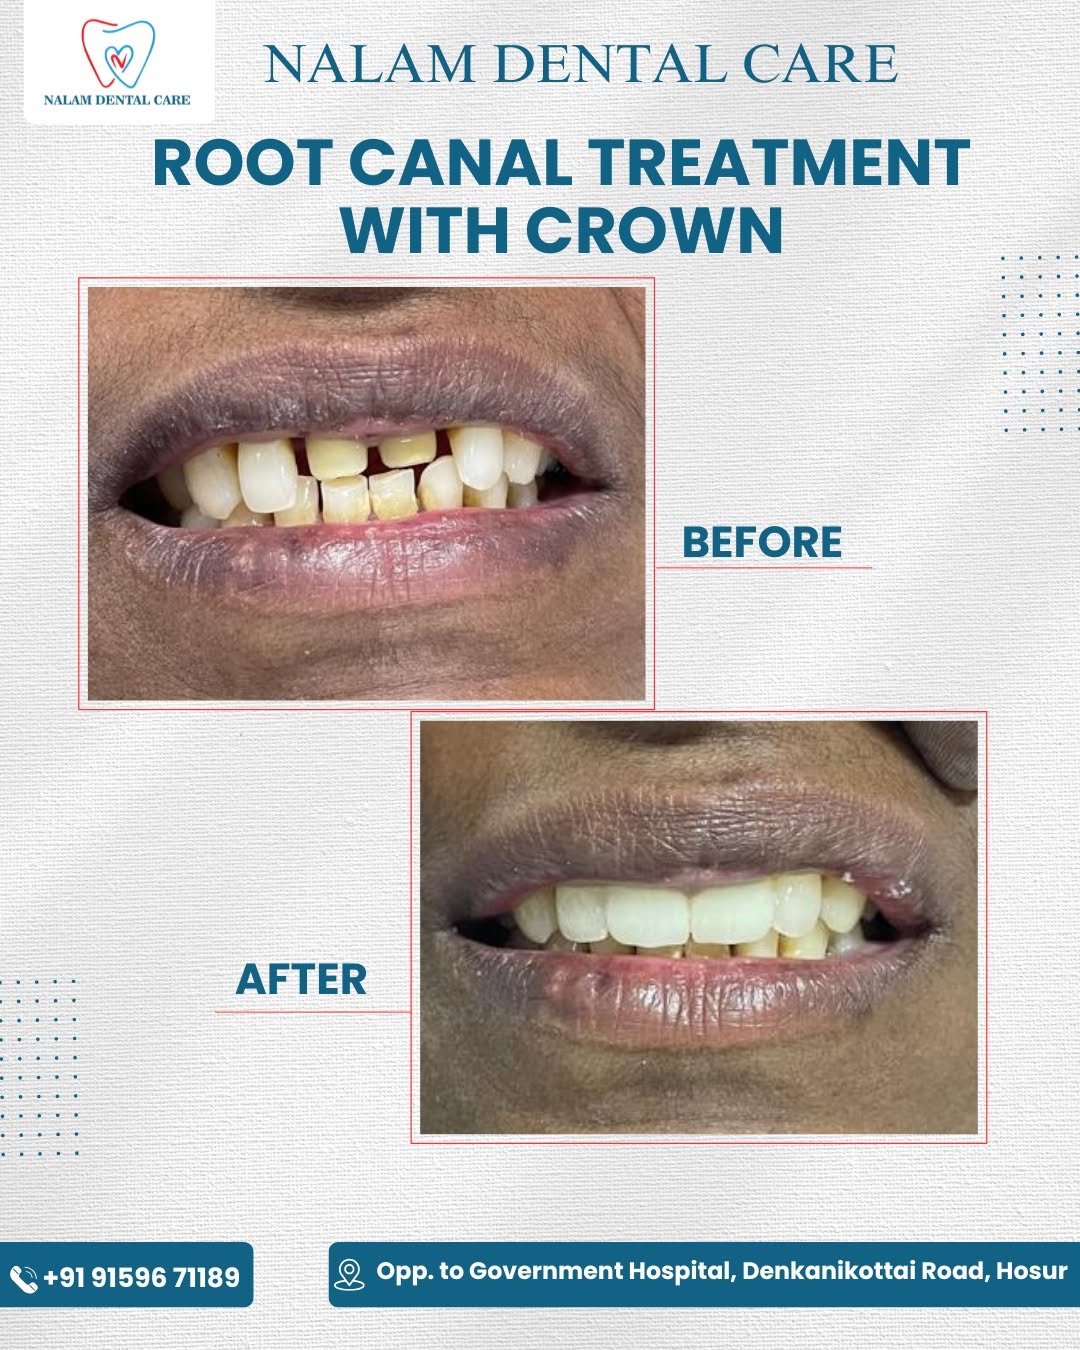 NALAM DENTAL CARE
NALAM DENTAL CARE
ROOT CANAL TREATMENT
WITH CROWN
BEFORE
AFTER
+91 91596 71189
Opp. to Government Hospital, Denkanikottai Road, Hosur